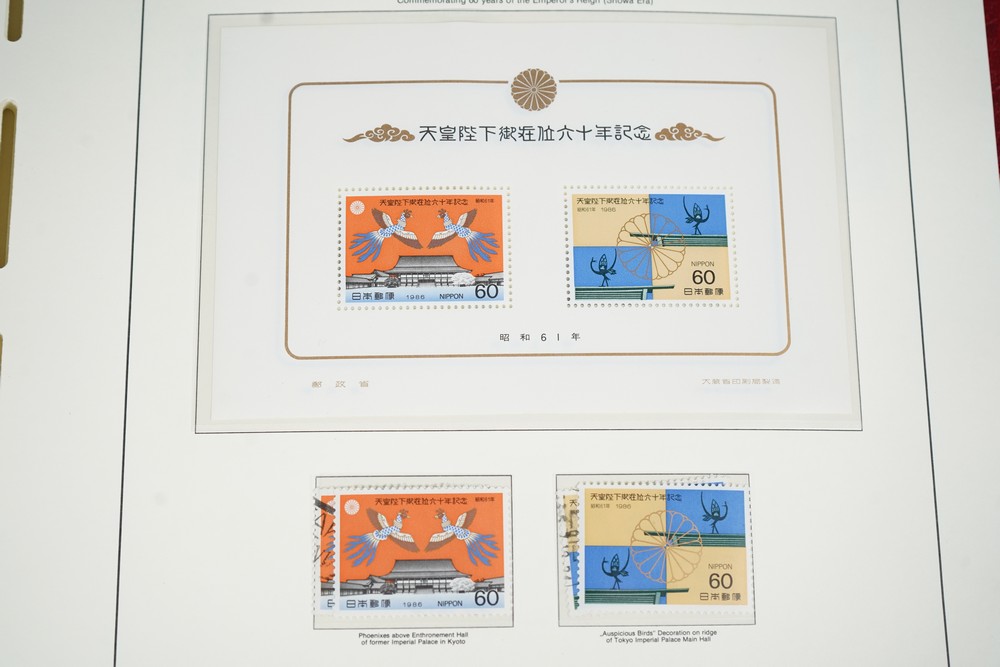 Commemorating 60 years of the Emperor's Reign (Showa Era)
天皇陛下御在位六十年記念
天皇陛下御在位六十年記念 昭和61年
日本郵便 1986 NIPPON 60
天皇陛下御在位六十年記念
昭和61年 1986
NIPPON
60
日本郵便
昭和61年
郵政省
大蔵省印刷局製造
天皇陛下御在位六十年記念 昭和61年
日本郵便 1986 NIPPON 60
天皇陛下御在位六十年記念
昭和61年 1986
NIPPON
60
日本郵便
Phoenixes above Enthronement Hall
of former Imperial Palace in Kyoto
„Auspicious Birds" Decoration on ridge
of Tokyo Imperial Palace Main Hall